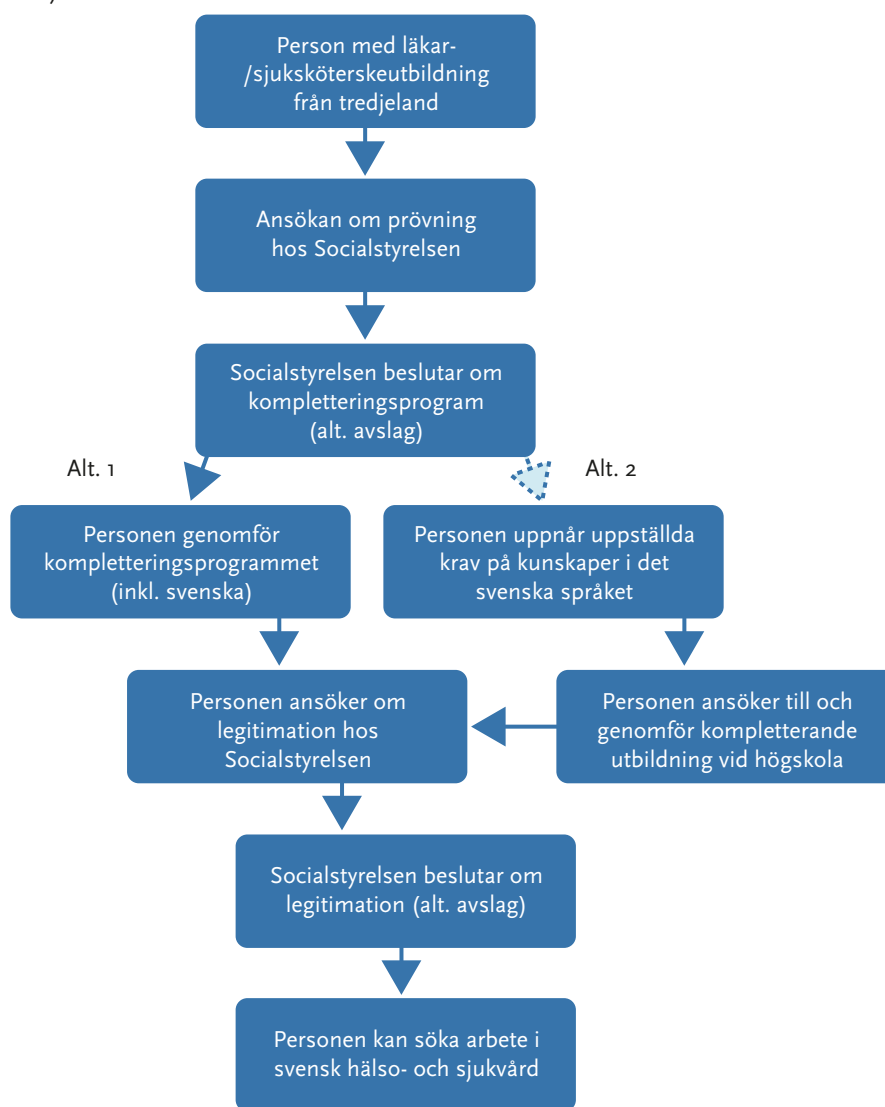 Person med läkar-
/sjuksköterskeutbildning
från tredjeland
Ansökan om prövning
hos Socialstyrelsen
Socialstyrelsen beslutar om
kompletteringsprogram
(alt. avslag)
Alt. 1
Alt. 2
Personen genomför
kompletteringsprogrammet
(inkl. svenska)
Personen uppnår uppställda
krav på kunskaper i det
svenska språket
Personen ansöker om
legitimation hos
Socialstyrelsen
Personen ansöker till och
genomför kompletterande
utbildning vid högskola
Socialstyrelsen beslutar om
legitimation (alt. avslag)
Personen kan söka arbete i
svensk hälso- och sjukvård